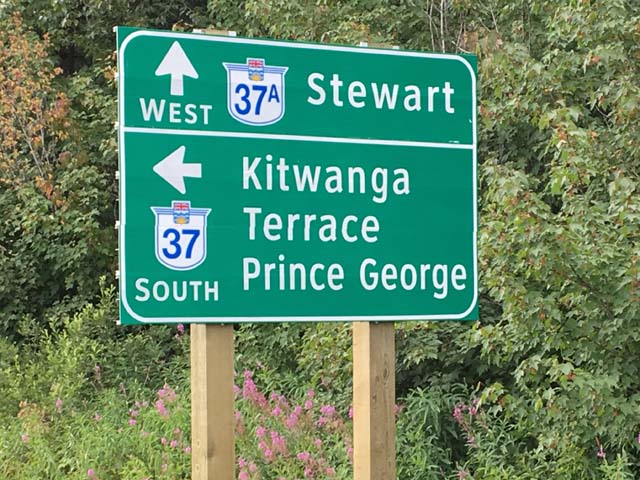 WEST 37A Stewart
Kitwanga
37 Terrace
SOUTH Prince George